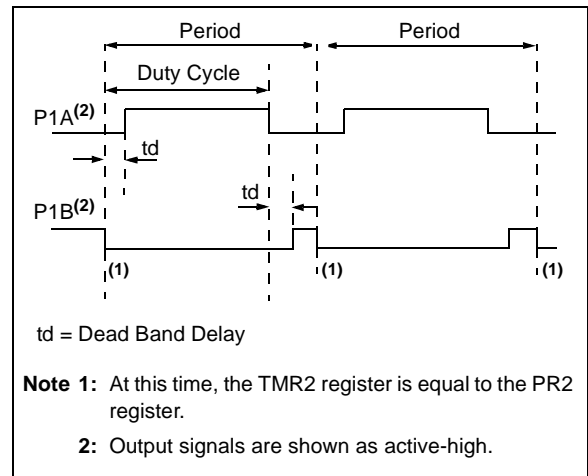 Period Period
Duty Cycle
P1A(2)
td
td
P1B(2)
(1) (1) (1)
td = Dead Band Delay
Note 1: At this time, the TMR2 register is equal to the PR2
register.
2: Output signals are shown as active-high.